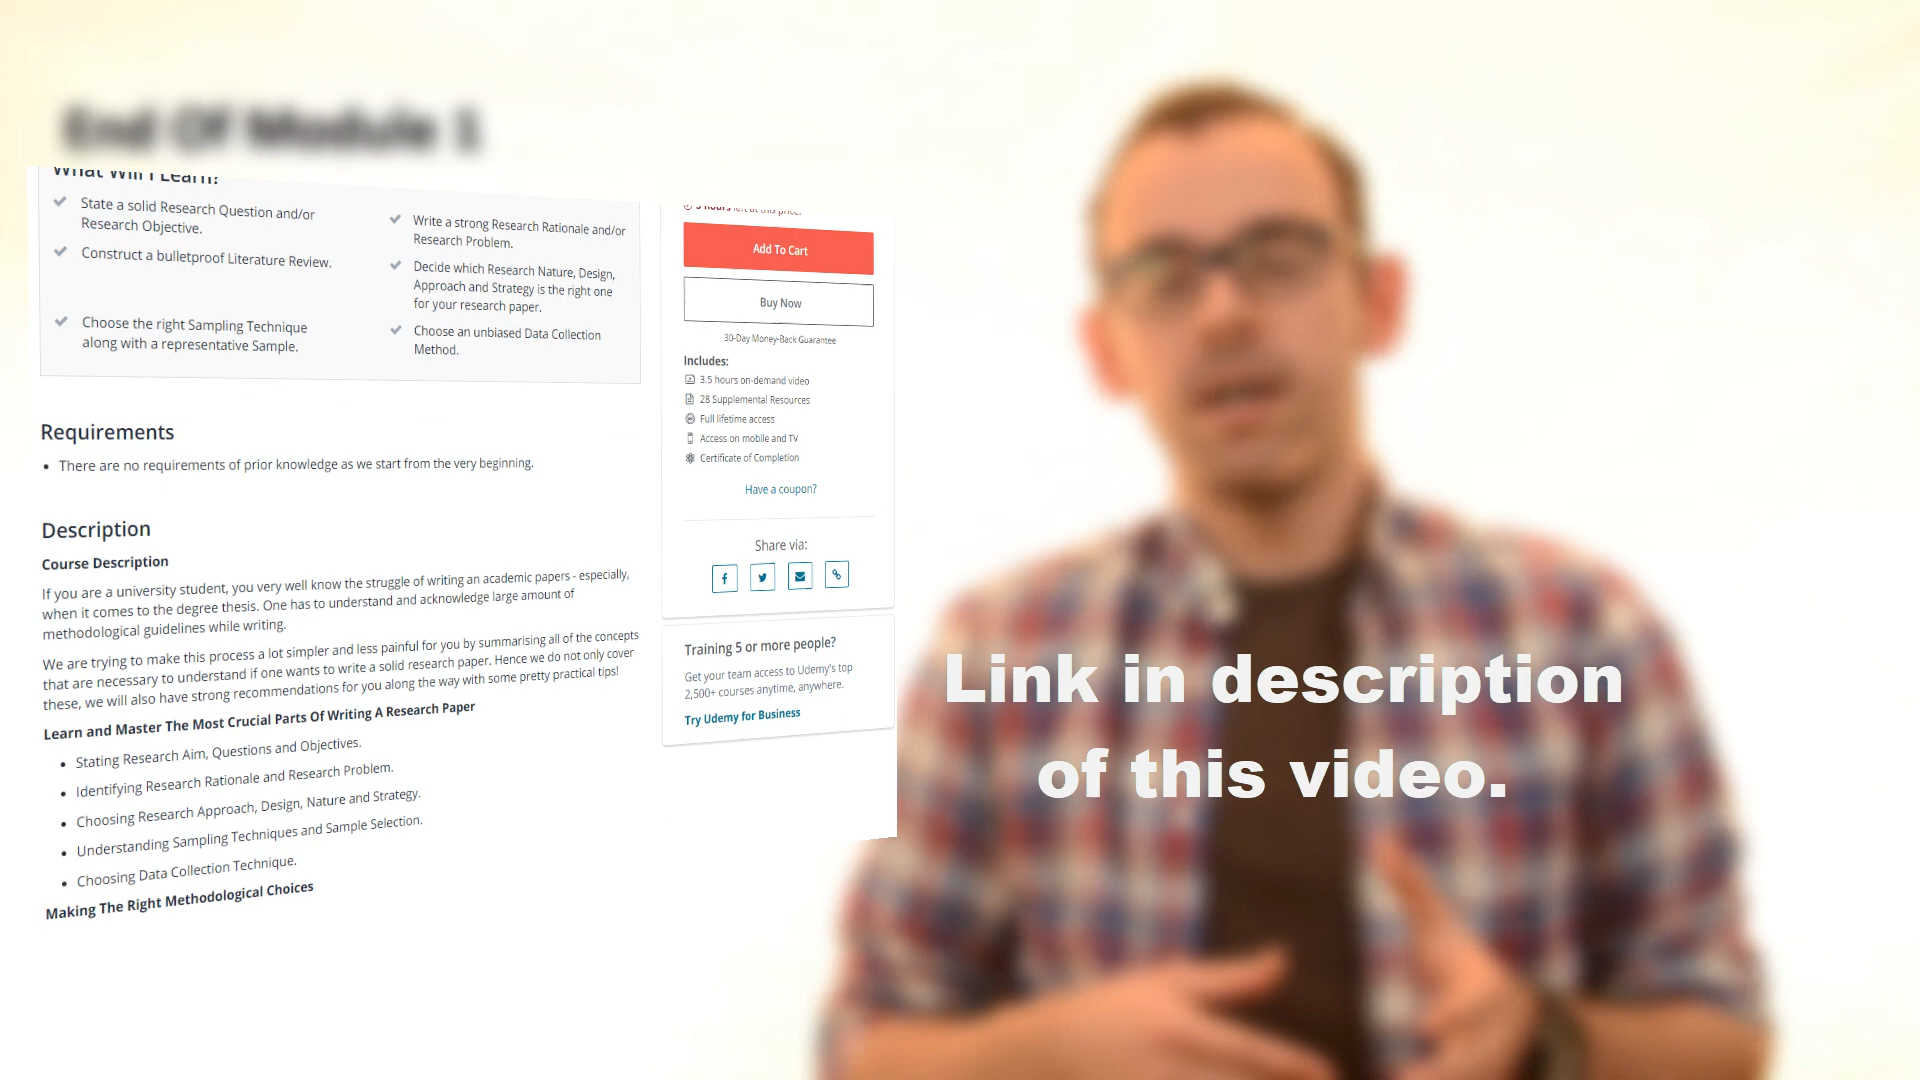 End Of Module 1
What Will I Learn?
State a solid Research Question and/or
Research Objective.
Construct a bulletproof Literature Review.
Choose the right Sampling Technique
along with a representative Sample.
Write a strong Research Rationale and/or
Research Problem.
Decide which Research Nature, Design,
Approach and Strategy is the right one
for your research paper.
Choose an unbiased Data Collection
Method.
Requirements
There are no requirements of prior knowledge as we start from the very beginning.
Description
Course Description
If you are a university student, you very well know the struggle of writing an academic papers - especially,
when it comes to the degree thesis. One has to understand and acknowledge large amount of
methodological guidelines while writing.
We are trying to make this process a lot simpler and less painful for you by summarising all of the concepts
that are necessary to understand if one wants to write a solid research paper. Hence we do not only cover
these, we will also have strong recommendations for you along the way with some pretty practical tips!
Learn and Master The Most Crucial Parts Of Writing A Research Paper
Stating Research Aim, Questions and Objectives.
Identifying Research Rationale and Research Problem.
Choosing Research Approach, Design, Nature and Strategy.
Understanding Sampling Techniques and Sample Selection.
Choosing Data Collection Technique.
Making The Right Methodological Choices
hours left at this price!
Add To Cart
Buy Now
30-Day Money-Back Guarantee
Includes:
3.5 hours on-demand video
28 Supplemental Resources
Full lifetime access
Access on mobile and TV
Certificate of Completion
Have a coupon?
Share via:
Training 5 or more people?
Get your team access to Udemy's top
2,500+ courses anytime, anywhere.
Try Udemy for Business
Link in description
of this video.